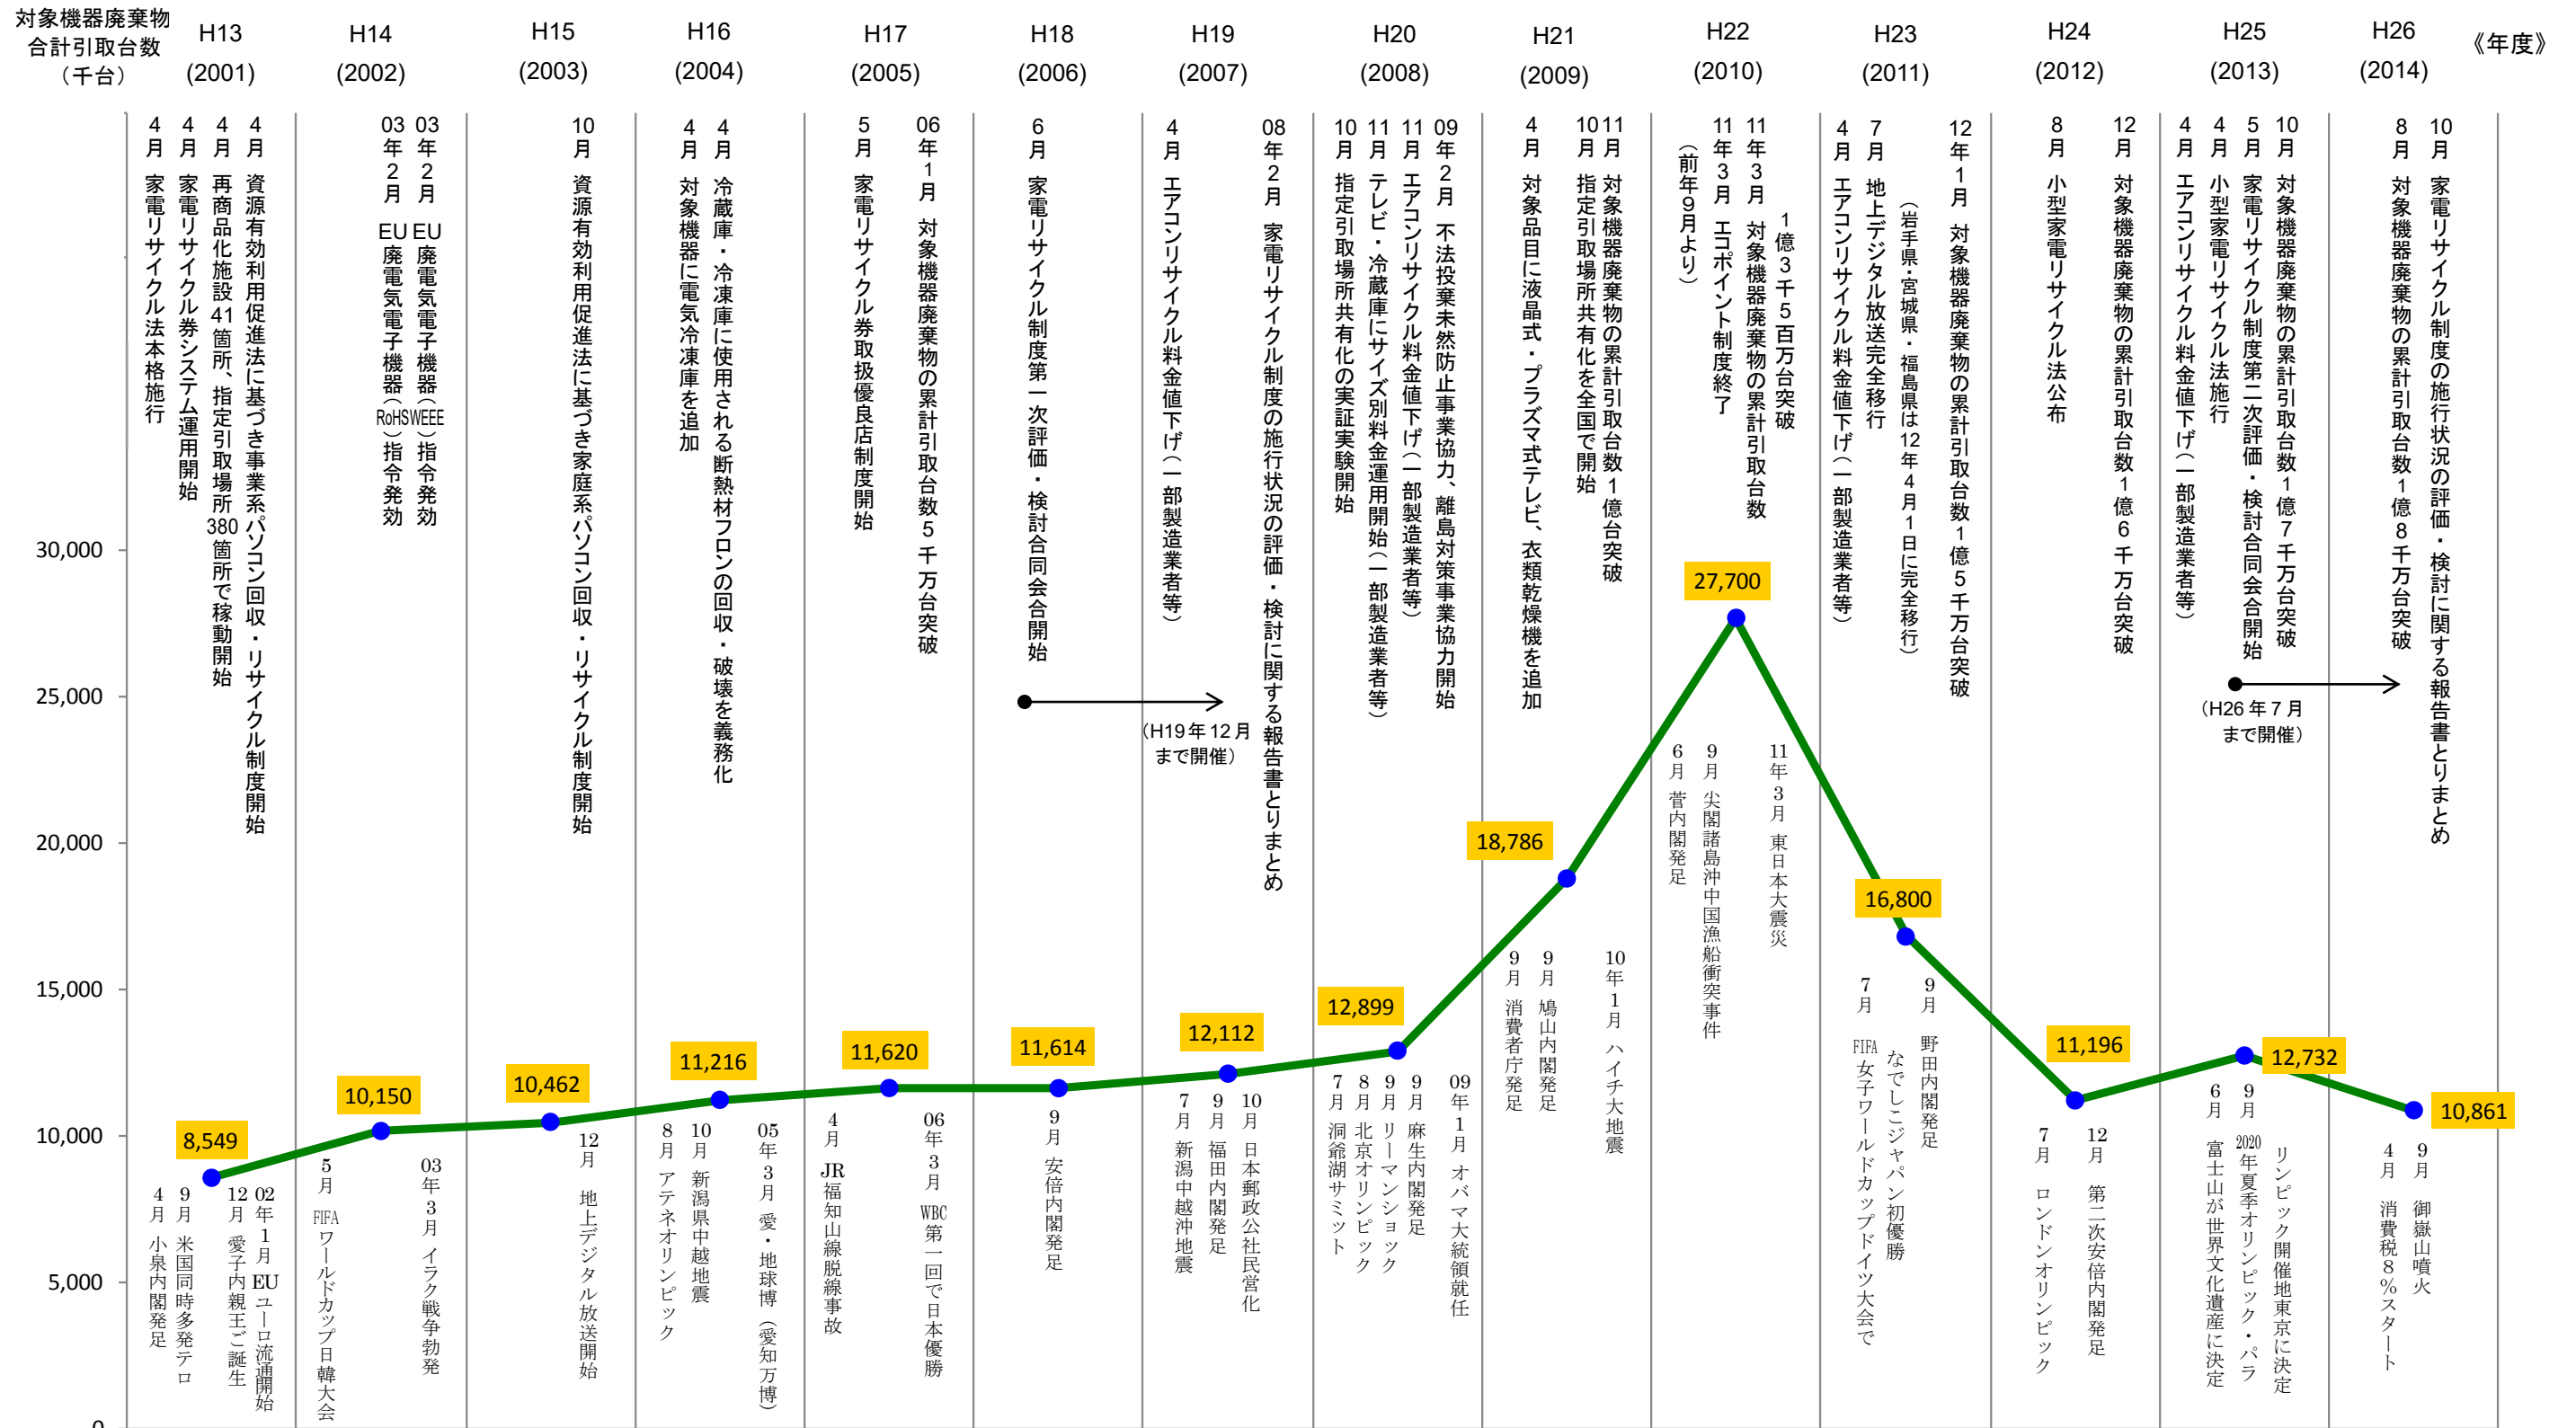 対象機器廃棄物
合計引取台数
（千台）
H13
(2001)
H14
(2002)
H15
(2003)
H16
(2004)
H17
(2005)
H18
(2006)
H19
(2007)
H20
(2008)
H21
(2009)
H22
(2010)
H23
(2011)
H24
(2012)
H25
(2013)
H26
(2014)
《年度》
4月 家電リサイクル法本格施行
4月 家電リサイクル券システム運用開始
4月 再商品化施設41箇所、指定引取場所380箇所で稼動開始
4月 資源有効利用促進法に基づき事業系パソコン回収・リサイクル制度開始
03年2月 EU廃電気電子機器（RoHS）指令発効
03年2月 EU廃電気電子機器（WEEE）指令発効
10月 資源有効利用促進法に基づき家庭系パソコン回収・リサイクル制度開始
4月 対象機器に電気冷凍庫を追加
4月 冷蔵庫・冷凍庫に使用される断熱材フロンの回収・破壊を義務化
5月 家電リサイクル券取扱優良店制度開始
06年1月 対象機器廃棄物の累計引取台数5千万台突破
6月 家電リサイクル制度第一次評価・検討合同会合開始
4月 エアコンリサイクル料金値下げ（一部製造業者等）
08年2月 家電リサイクル制度の施行状況の評価・検討に関する報告書とりまとめ
10月 指定引取場所共有化の実証実験開始
11月 テレビ・冷蔵庫にサイズ別料金運用開始（一部製造業者等）
11月 エアコンリサイクル料金値下げ（一部製造業者等）
09年2月 不法投棄未然防止事業協力、離島対策事業協力開始
4月 対象品目に液晶式・プラズマ式テレビ、衣類乾燥機を追加
10月 指定引取場所共有化を全国で開始
11月 対象機器廃棄物の累計引取台数1億台突破
（前年9月より）
11年3月 エコポイント制度終了
11年3月 対象機器廃棄物の累計引取台数
1億3千5百万台突破
4月 エアコンリサイクル料金値下げ（一部製造業者等）
7月 地上デジタル放送完全移行
（岩手県・宮城県・福島県は12年4月1日に完全移行）
12年1月 対象機器廃棄物の累計引取台数1億5千万台突破
8月 小型家電リサイクル法公布
12月 対象機器廃棄物の累計引取台数1億6千万台突破
4月 エアコンリサイクル料金値下げ（一部製造業者等）
4月 小型家電リサイクル法施行
5月 家電リサイクル制度第二次評価・検討合同会合開始
10月 対象機器廃棄物の累計引取台数1億7千万台突破
8月 対象機器廃棄物の累計引取台数1億8千万台突破
10月 家電リサイクル制度の施行状況の評価・検討に関する報告書とりまとめ
（H19年12月
まで開催）
（H26年7月
まで開催）
30,000
25,000
20,000
15,000
10,000
5,000
0
8,549
10,150
10,462
11,216
11,620
11,614
12,112
12,899
18,786
27,700
16,800
11,196
12,732
10,861
4月 小泉内閣発足
9月 米国同時多発テロ
12月 愛子内親王ご誕生
02年1月 EUユーロ流通開始
5月 FIFAワールドカップ日韓大会
03年3月 イラク戦争勃発
12月 地上デジタル放送開始
8月 アテネオリンピック
10月 新潟県中越地震
05年3月 愛・地球博（愛知万博）
4月 JR福知山線脱線事故
06年3月 WBC第一回で日本優勝
9月 安倍内閣発足
7月 新潟中越沖地震
9月 福田内閣発足
10月 日本郵政公社民営化
7月 洞爺湖サミット
8月 北京オリンピック
9月 リーマンショック
9月 麻生内閣発足
09年1月 オバマ大統領就任
9月 消費者庁発足
9月 鳩山内閣発足
10年1月 ハイチ大地震
6月 菅内閣発足
9月 尖閣諸島沖中国漁船衝突事件
11年3月 東日本大震災
7月 FIFA女子ワールドカップドイツ大会で
なでしこジャパン初優勝
9月 野田内閣発足
7月 ロンドンオリンピック
12月 第二次安倍内閣発足
6月 富士山が世界文化遺産に決定
9月 2020年夏季オリンピック・パラ
リンピック開催地東京に決定
4月 消費税8％スタート
9月 御嶽山噴火